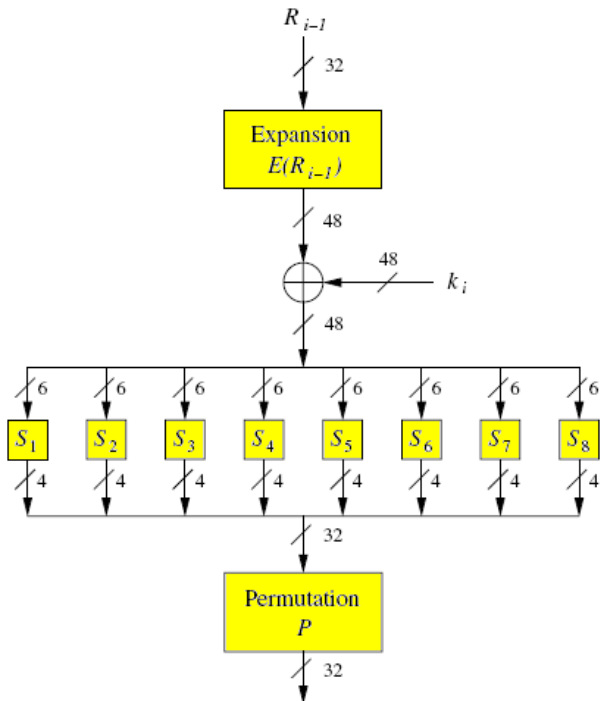 R i–1
32
Expansion
E(R i–1)
48
48
k i
48
6 6 6 6 6 6 6 6
S1 S2 S3 S4 S5 S6 S7 S8
4 4 4 4 4 4 4 4
32
Permutation
P
32